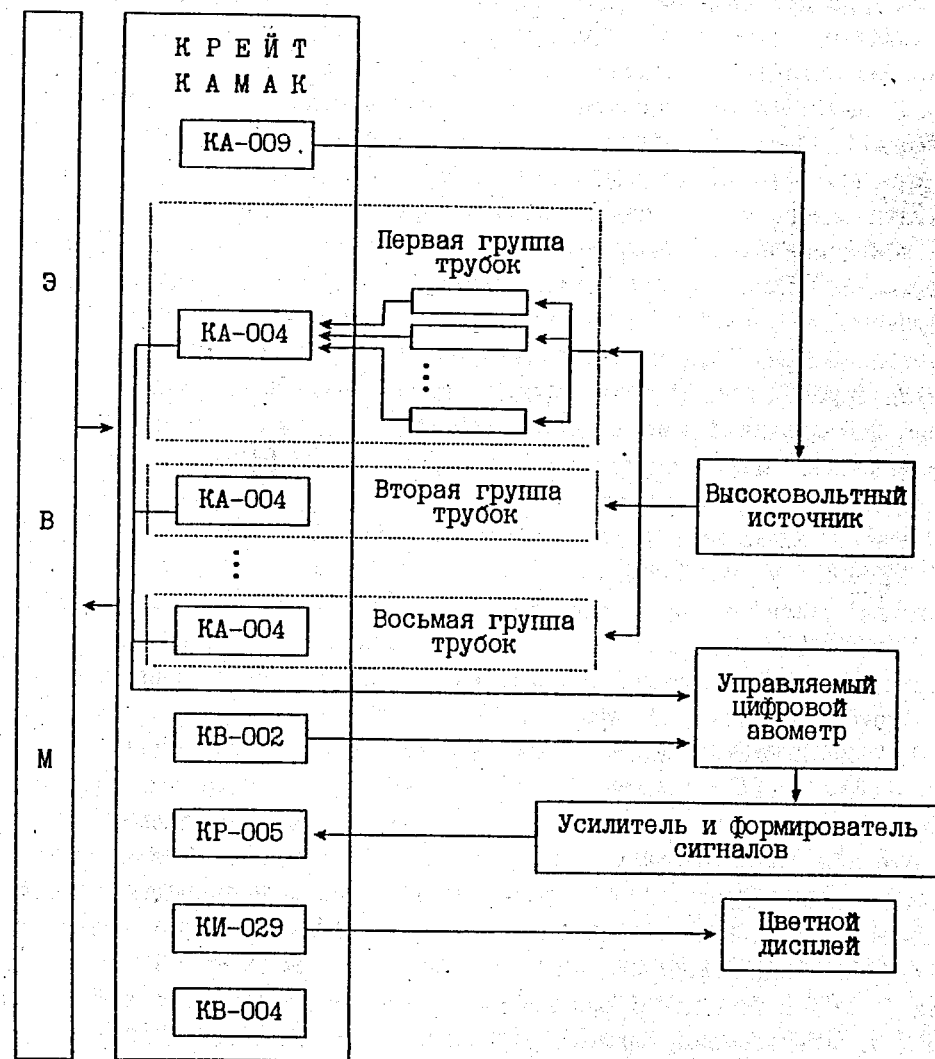 К Р Е Й Т
К А М А К
КА-009
Первая группа
трубок
Э
КА-004
В
КА-004
Вторая группа
трубок
Высоковольтный
источник
КА-004
Восьмая группа
трубок
Управляемый
цифровой
авометр
М
КВ-002
КР-005
Усилитель и формирователь
сигналов
КИ-029
Цветной
дисплей
КВ-004